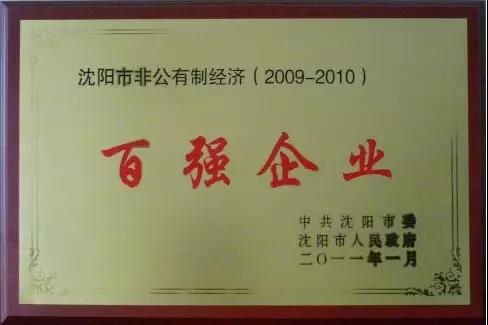 沈阳市非公有制经济（2009-2010）
百强企业
中共沈阳市委
沈阳市人民政府
二〇一一年一月